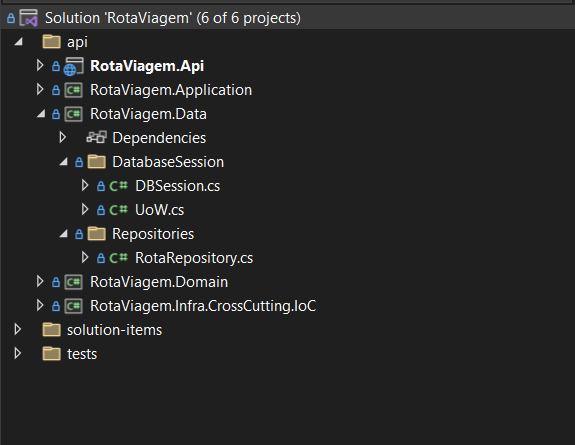 Solution 'RotaViagem' (6 of 6 projects)
api
RotaViagem.Api
C# RotaViagem.Application
C# RotaViagem.Data
Dependencies
DatabaseSession
C# DBSession.cs
C# UoW.cs
Repositories
C# RotaRepository.cs
C# RotaViagem.Domain
C# RotaViagem.Infra.CrossCutting.IoC
solution-items
tests